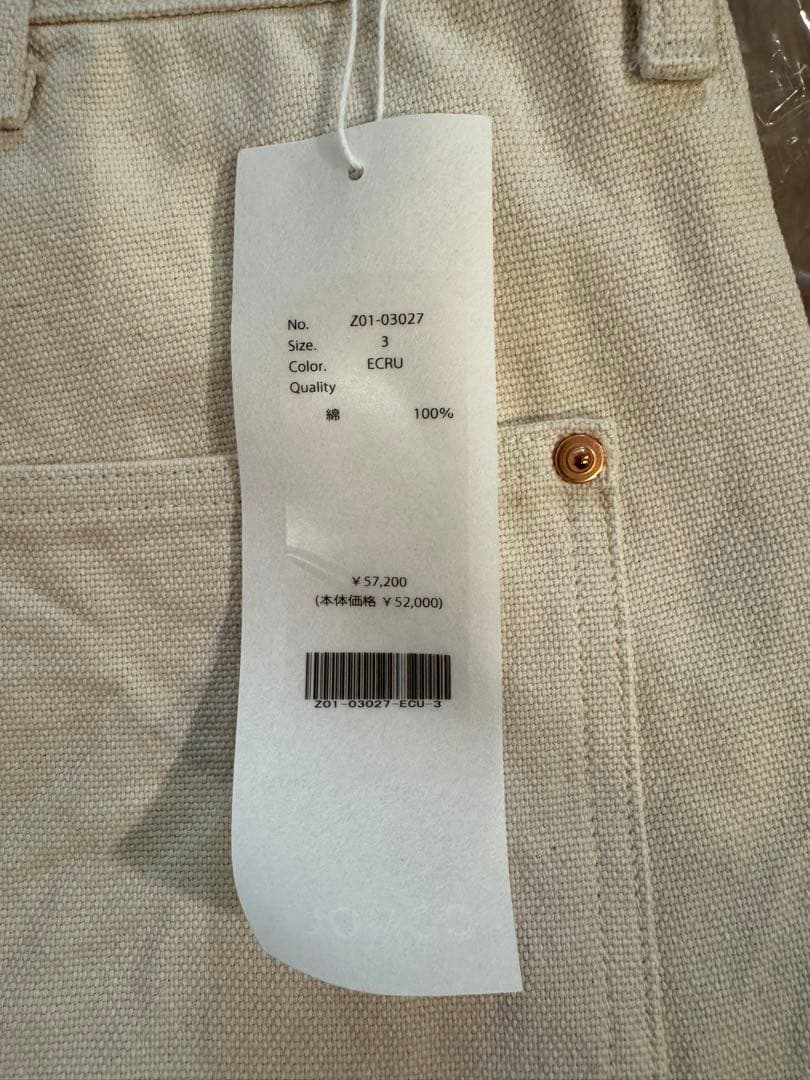 No. Z01-03027
Size. 3
Color. ECRU
Quality
綿 100%
¥57,200
(本体価格 ¥52,000)
Z01-03027-ECU-3